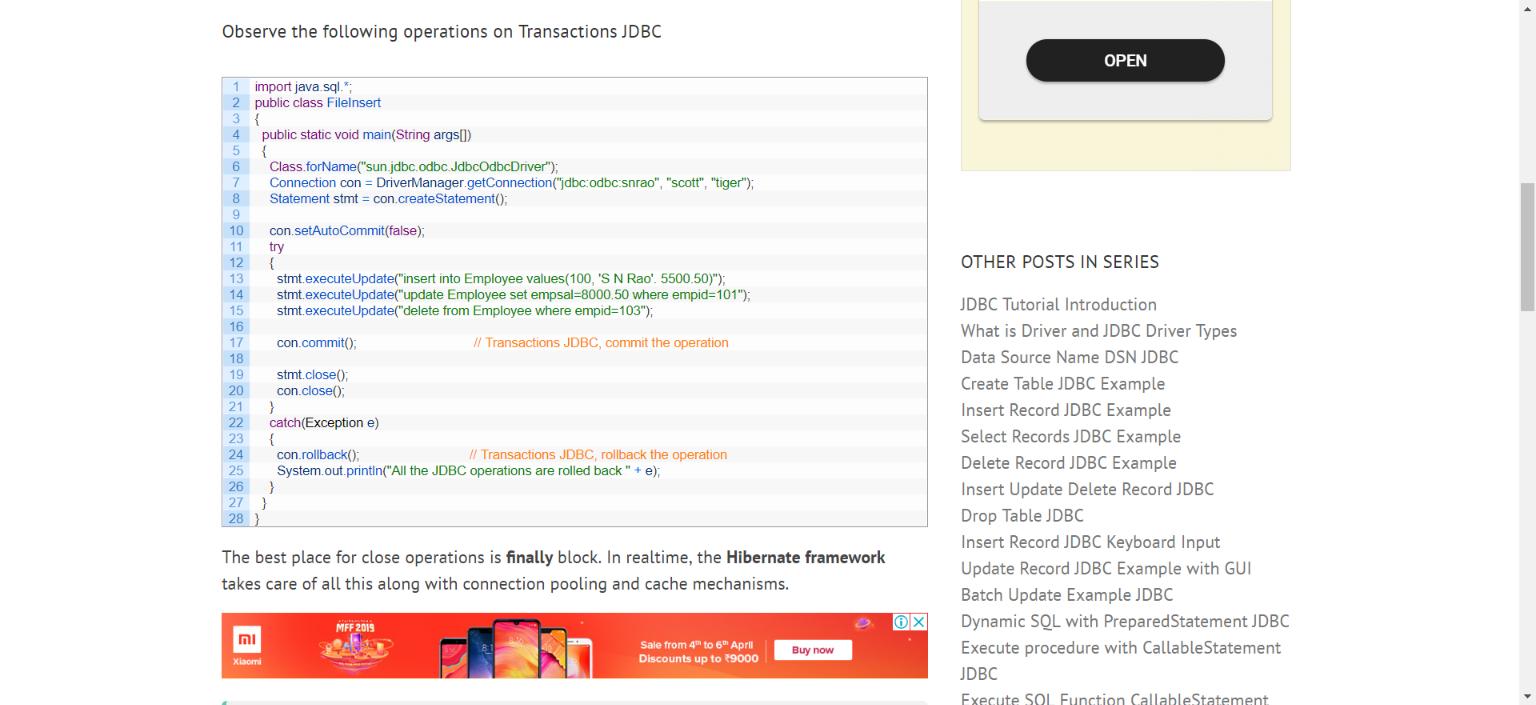 Observe the following operations on Transactions JDBC
1 import java.sql.*;
2 public class FileInsert
3 {
4 public static void main(String args[])
5 {
6 Class.forName("sun.jdbc.odbc.JdbcOdbcDriver");
7 Connection con = DriverManager.getConnection("jdbc:odbc:snrao", "scott", "tiger");
8 Statement stmt = con.createStatement();
9
10 con.setAutoCommit(false);
11 try
12 {
13 stmt.executeUpdate("insert into Employee values(100, 'S N Rao'. 5500.50)");
14 stmt.executeUpdate("update Employee set empsal=8000.50 where empid=101");
15 stmt.executeUpdate("delete from Employee where empid=103");
16
17 con.commit(); // Transactions JDBC, commit the operation
18
19 stmt.close();
20 con.close();
21 }
22 catch(Exception e)
23 {
24 con.rollback(); // Transactions JDBC, rollback the operation
25 System.out.println("All the JDBC operations are rolled back " + e);
26 }
27 }
28 }
The best place for close operations is finally block. In realtime, the Hibernate framework
takes care of all this along with connection pooling and cache mechanisms.
mi
Xiaomi
MFF 2019
Sale from 4th to 6th April
Discounts up to ₹9000
Buy now
OPEN
OTHER POSTS IN SERIES
JDBC Tutorial Introduction
What is Driver and JDBC Driver Types
Data Source Name DSN JDBC
Create Table JDBC Example
Insert Record JDBC Example
Select Records JDBC Example
Delete Record JDBC Example
Insert Update Delete Record JDBC
Drop Table JDBC
Insert Record JDBC Keyboard Input
Update Record JDBC Example with GUI
Batch Update Example JDBC
Dynamic SQL with PreparedStatement JDBC
Execute procedure with CallableStatement
JDBC
Execute SQL Function CallableStatement